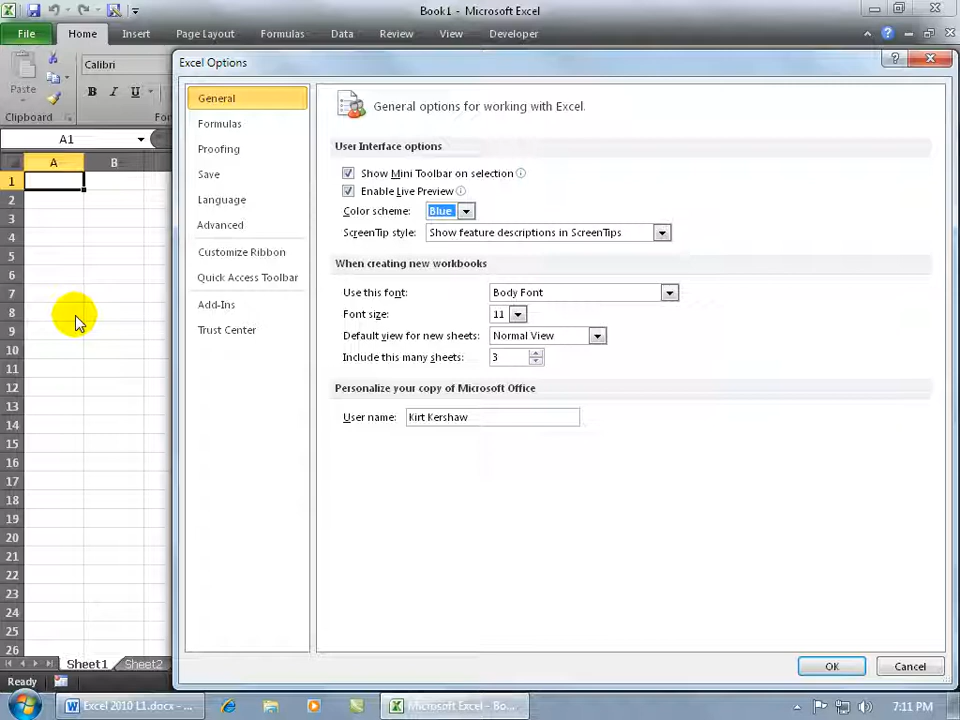 Book1 - Microsoft Excel
File Home Insert Page Layout Formulas Data Review View Developer
Paste
Calibri
B I U
Clipboard
A1
A B
1
2
3
4
5
6
7
8
9
10
11
12
13
14
15
16
17
18
19
20
21
22
23
24
25
26
Sheet1 Sheet2
Ready
Excel Options
General
Formulas
Proofing
Save
Language
Advanced
Customize Ribbon
Quick Access Toolbar
Add-Ins
Trust Center
General options for working with Excel.
User Interface options
Show Mini Toolbar on selection
Enable Live Preview
Color scheme: Blue
ScreenTip style: Show feature descriptions in ScreenTips
When creating new workbooks
Use this font: Body Font
Font size: 11
Default view for new sheets: Normal View
Include this many sheets: 3
Personalize your copy of Microsoft Office
User name: Kirt Kershaw
OK Cancel
Excel 2010 L1.docx - ... Microsoft Excel - Bo... 7:11 PM